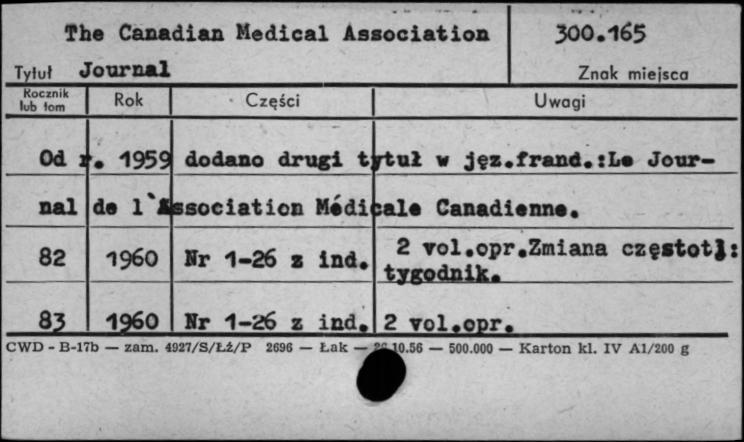 The Canadian Medical Association 300.165
Tytuł Journal Znak miejsca
Rocznik lub tom Rok Części Uwagi
Od r. 1959 dodano drugi tytuł w jęz.frand.:Le Jour-
nal de l`Association Médicale Canadienne.
82 1960 Nr 1-26 z ind. 2 vol.opr.Zmiana częstotl:
tygodnik.
83 1960 Nr 1-26 z ind. 2 vol.opr.
CWD - B-17b — zam. 4927/S/Łż/P 2696 — Łak — 10.56 — 500.000 — Karton kl. IV A1/200 g